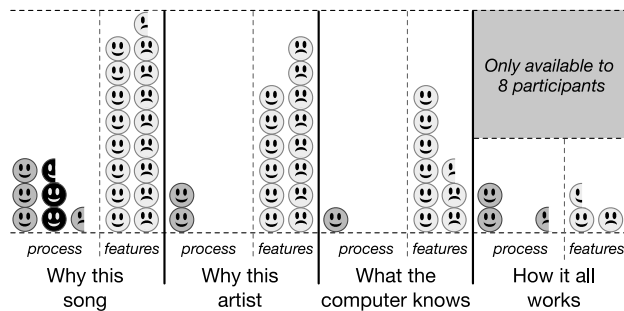 Only available to
8 participants
process features process features process features process features
Why this
song
Why this
artist
What the
computer knows
How it all
works